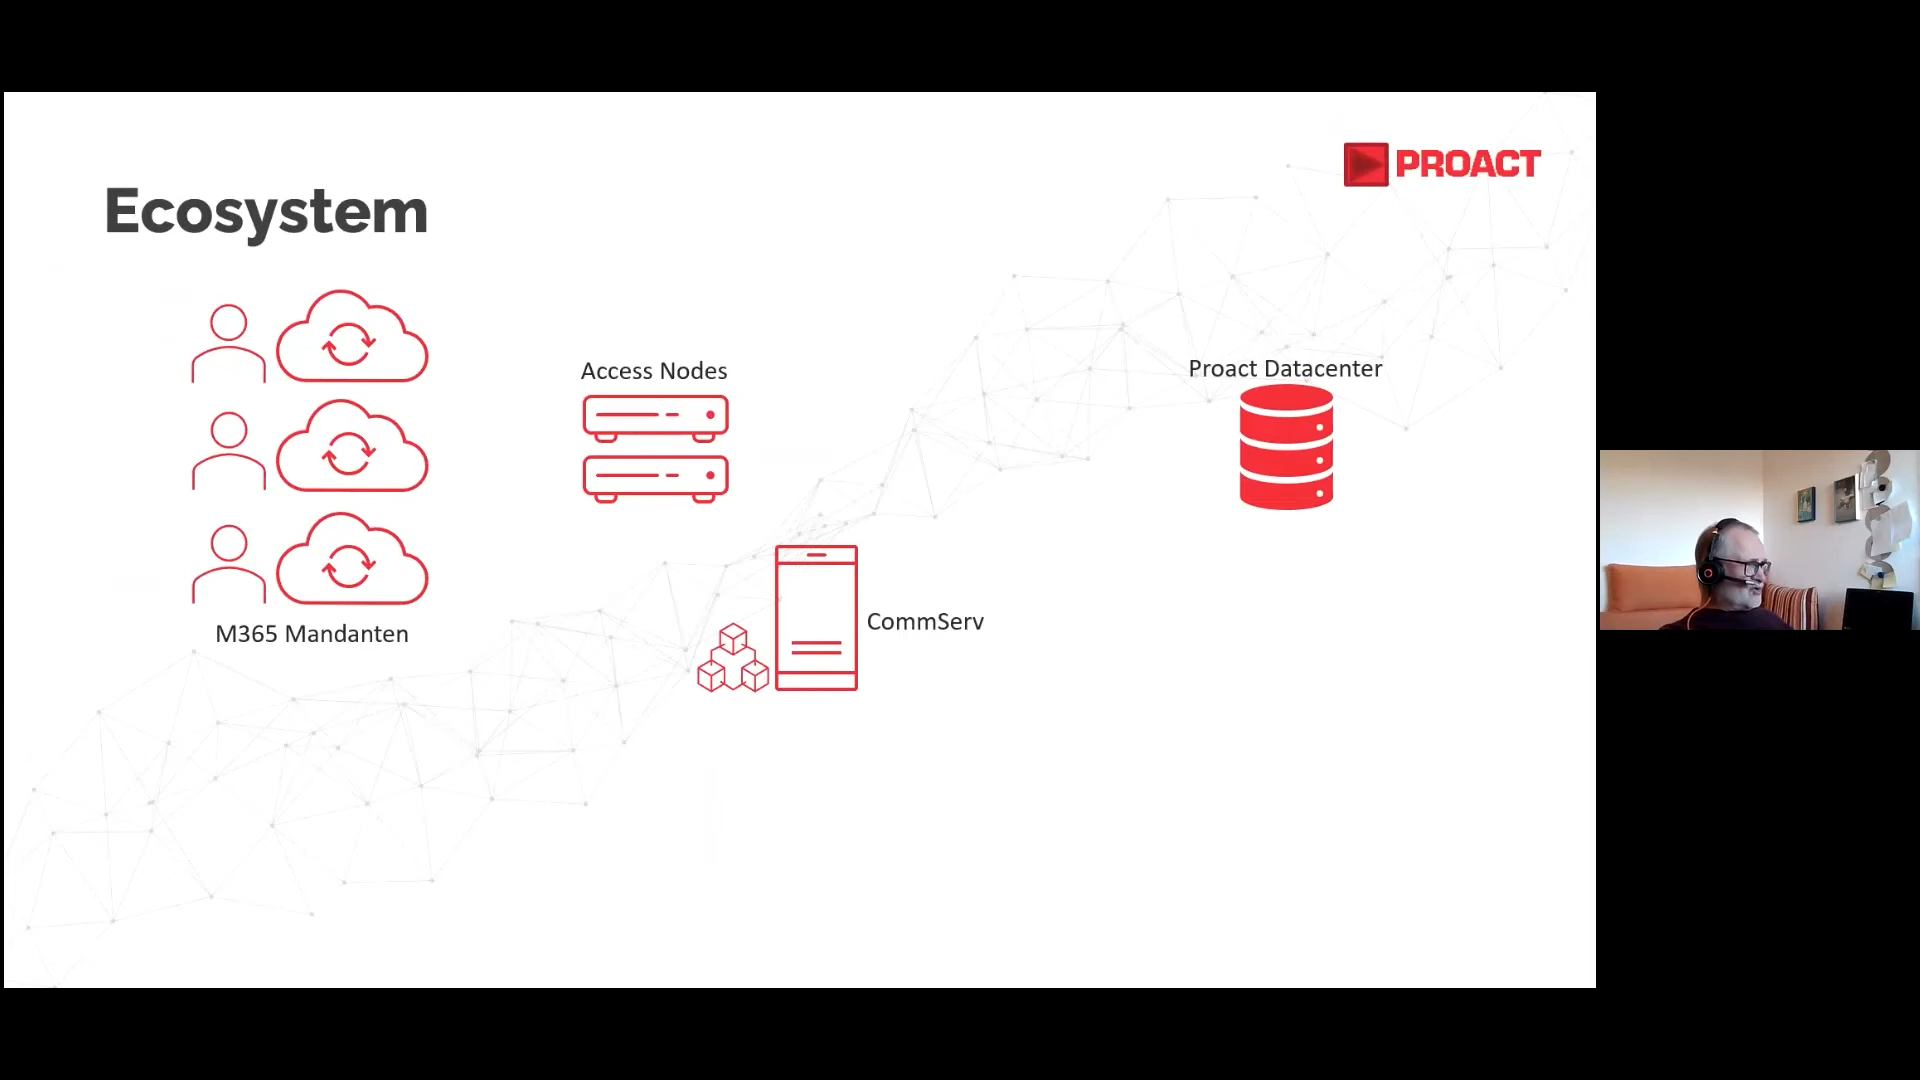 PROACT
Ecosystem
Access Nodes
Proact Datacenter
CommServ
M365 Mandanten